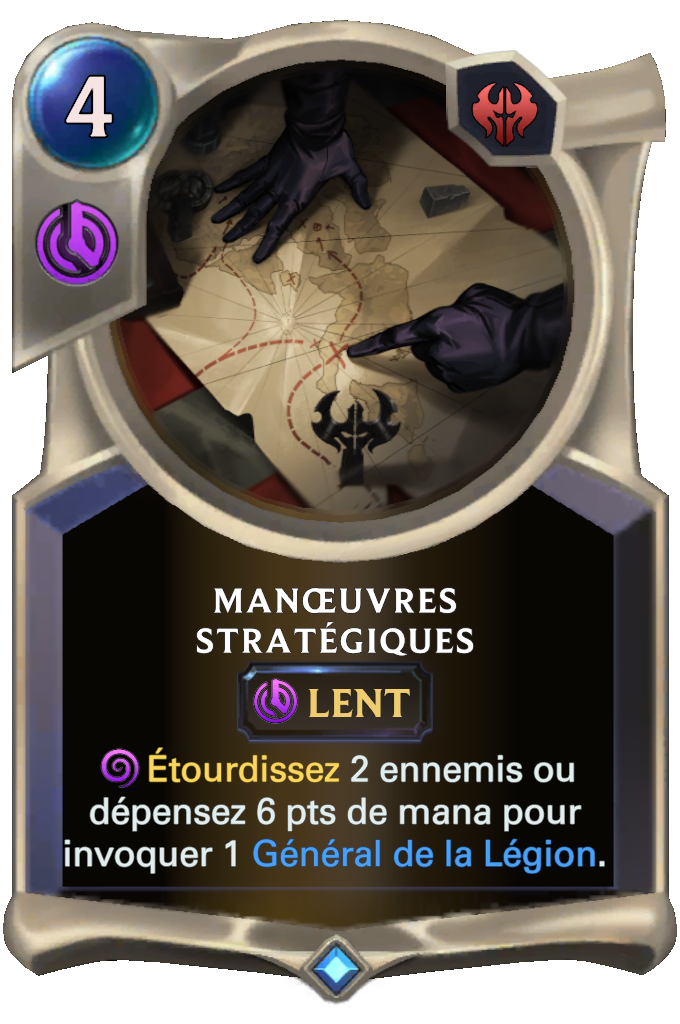 4
MANŒUVRES
STRATÉGIQUES
LENT
Étourdissez 2 ennemis ou
dépensez 6 pts de mana pour
invoquer 1 Général de la Légion.